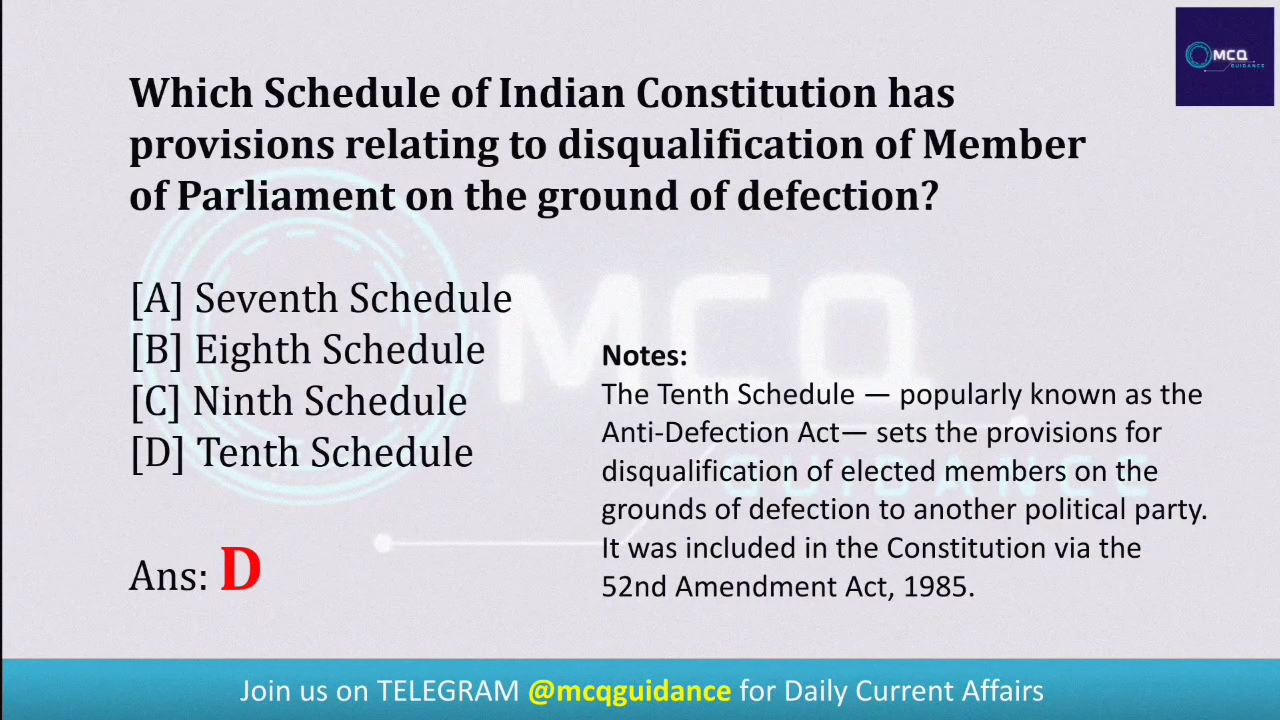 MCQ
GUIDANCE
Which Schedule of Indian Constitution has
provisions relating to disqualification of Member
of Parliament on the ground of defection?
[A] Seventh Schedule
[B] Eighth Schedule
[C] Ninth Schedule
[D] Tenth Schedule
Ans: D
Notes:
The Tenth Schedule — popularly known as the
Anti-Defection Act— sets the provisions for
disqualification of elected members on the
grounds of defection to another political party.
It was included in the Constitution via the
52nd Amendment Act, 1985.
MCQ
GUIDANCE
Join us on TELEGRAM @mcqguidance for Daily Current Affairs